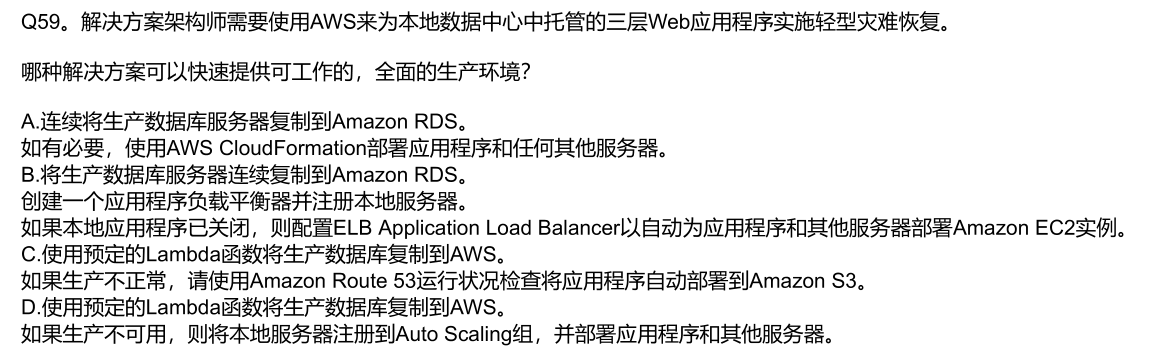 Q59。解决方案架构师需要使用AWS来为本地数据中心中托管的三层Web应用程序实施轻型灾难恢复。
哪种解决方案可以快速提供可工作的，全面的生产环境？
A.连续将生产数据库服务器复制到Amazon RDS。
如有必要，使用AWS CloudFormation部署应用程序和任何其他服务器。
B.将生产数据库服务器连续复制到Amazon RDS。
创建一个应用程序负载平衡器并注册本地服务器。
如果本地应用程序已关闭，则配置ELB Application Load Balancer以自动为应用程序和其他服务器部署Amazon EC2实例。
C.使用预定的Lambda函数将生产数据库复制到AWS。
如果生产不正常，请使用Amazon Route 53运行状况检查将应用程序自动部署到Amazon S3。
D.使用预定的Lambda函数将生产数据库复制到AWS。
如果生产不可用，则将本地服务器注册到Auto Scaling组，并部署应用程序和其他服务器。